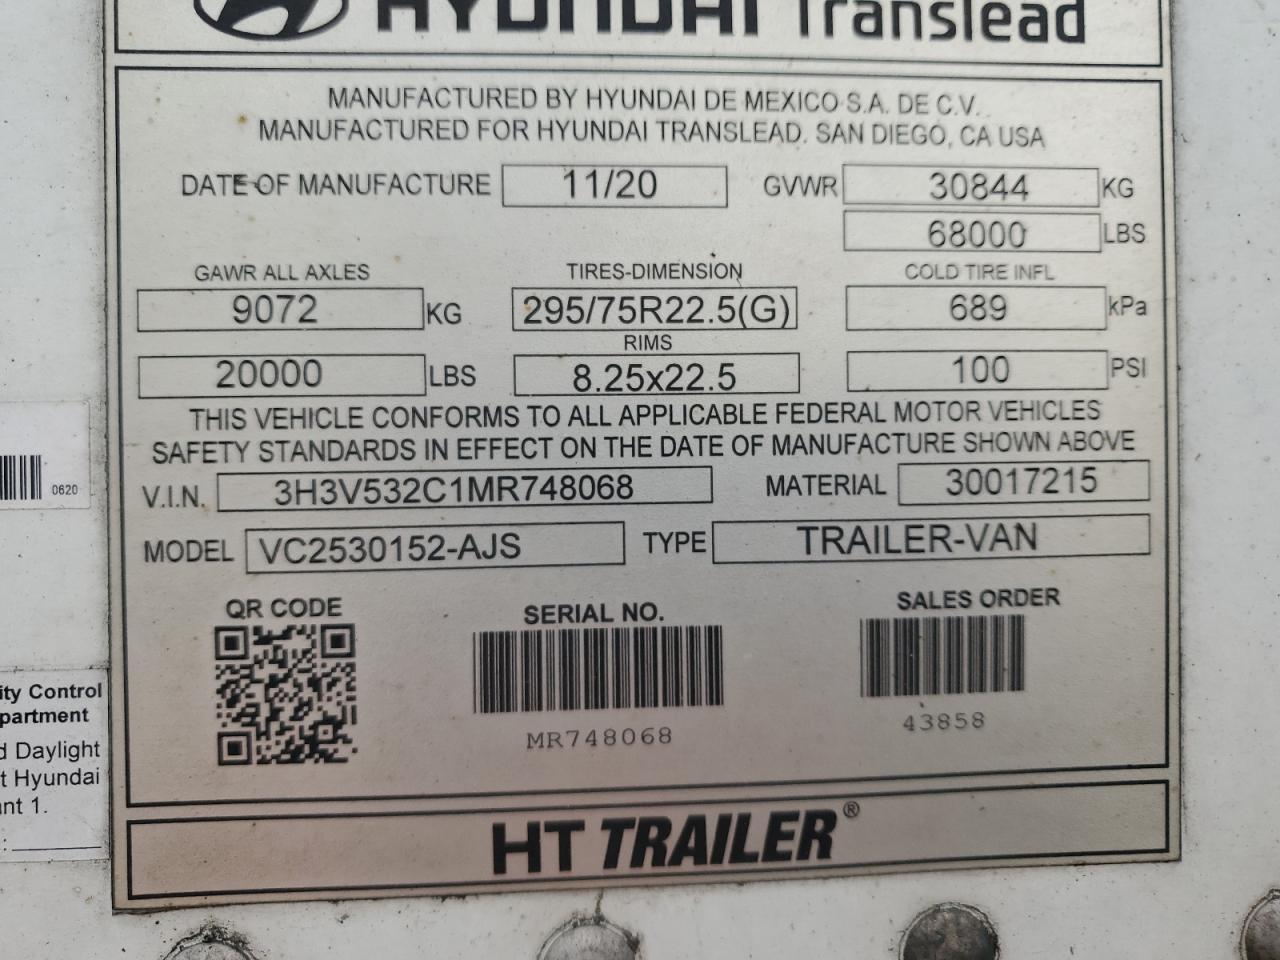 HYUNDAI Translead
MANUFACTURED BY HYUNDAI DE MEXICO S.A. DE C.V.
MANUFACTURED FOR HYUNDAI TRANSLEAD. SAN DIEGO, CA USA
DATE OF MANUFACTURE 11/20 GVWR 30844 KG
68000 LBS
GAWR ALL AXLES TIRES-DIMENSION COLD TIRE INFL
9072 KG 295/75R22.5(G) 689 kPa
RIMS
20000 LBS 8.25x22.5 100 PSI
THIS VEHICLE CONFORMS TO ALL APPLICABLE FEDERAL MOTOR VEHICLES
SAFETY STANDARDS IN EFFECT ON THE DATE OF MANUFACTURE SHOWN ABOVE
V.I.N. 3H3V532C1MR748068 MATERIAL 30017215
MODEL VC2530152-AJS TYPE TRAILER-VAN
QR CODE SERIAL NO. SALES ORDER
MR748068 43858
HT TRAILER®
0620
ity Control
partment
d Daylight
t Hyundai
nt 1.
: